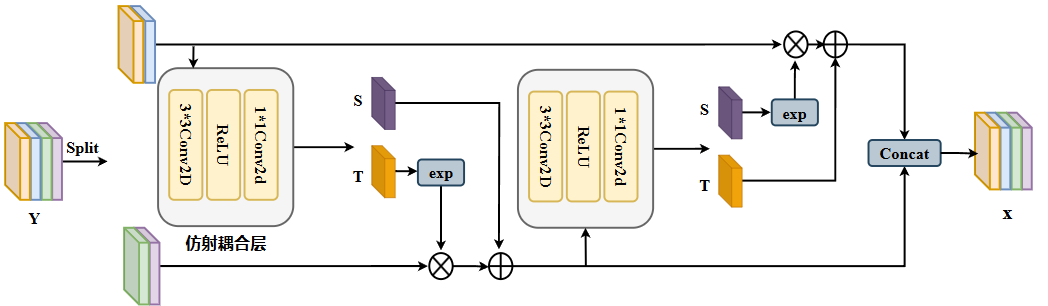 Y
Split
3*3Conv2D
ReLU
1*1Conv2d
仿射耦合层
S
T
exp
3*3Conv2D
ReLU
1*1Conv2d
S
exp
T
Concat
x